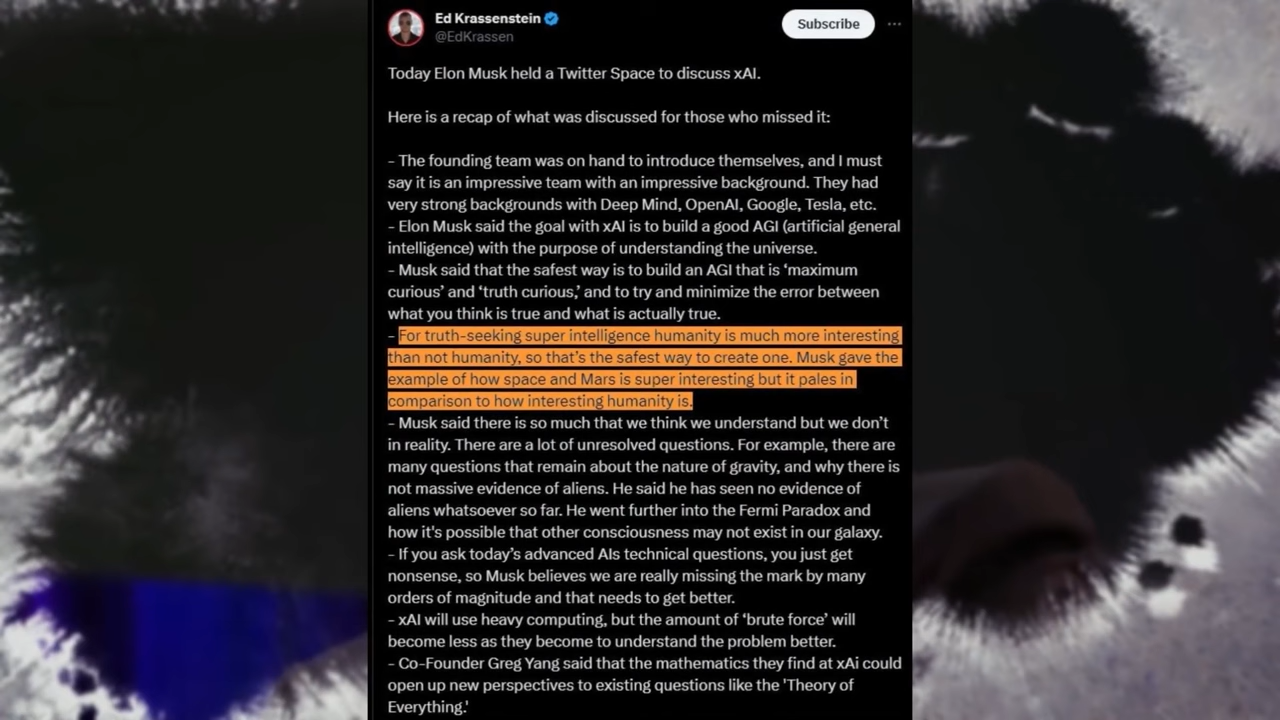 Ed Krassenstein
@EdKrassen
Subscribe
Today Elon Musk held a Twitter Space to discuss xAI.
Here is a recap of what was discussed for those who missed it:
– The founding team was on hand to introduce themselves, and I must
say it is an impressive team with an impressive background. They had
very strong backgrounds with Deep Mind, OpenAI, Google, Tesla, etc.
– Elon Musk said the goal with xAI is to build a good AGI (artificial general
intelligence) with the purpose of understanding the universe.
– Musk said that the safest way is to build an AGI that is ‘maximum
curious’ and ‘truth curious,’ and to try and minimize the error between
what you think is true and what is actually true.
– For truth-seeking super intelligence humanity is much more interesting
than not humanity, so that’s the safest way to create one. Musk gave the
example of how space and Mars is super interesting but it pales in
comparison to how interesting humanity is.
– Musk said there is so much that we think we understand but we don’t
in reality. There are a lot of unresolved questions. For example, there are
many questions that remain about the nature of gravity, and why there is
not massive evidence of aliens. He said he has seen no evidence of
aliens whatsoever so far. He went further into the Fermi Paradox and
how it's possible that other consciousness may not exist in our galaxy.
– If you ask today’s advanced AIs technical questions, you just get
nonsense, so Musk believes we are really missing the mark by many
orders of magnitude and that needs to get better.
– xAI will use heavy computing, but the amount of ‘brute force’ will
become less as they become to understand the problem better.
– Co-Founder Greg Yang said that the mathematics they find at xAi could
open up new perspectives to existing questions like the 'Theory of
Everything.'